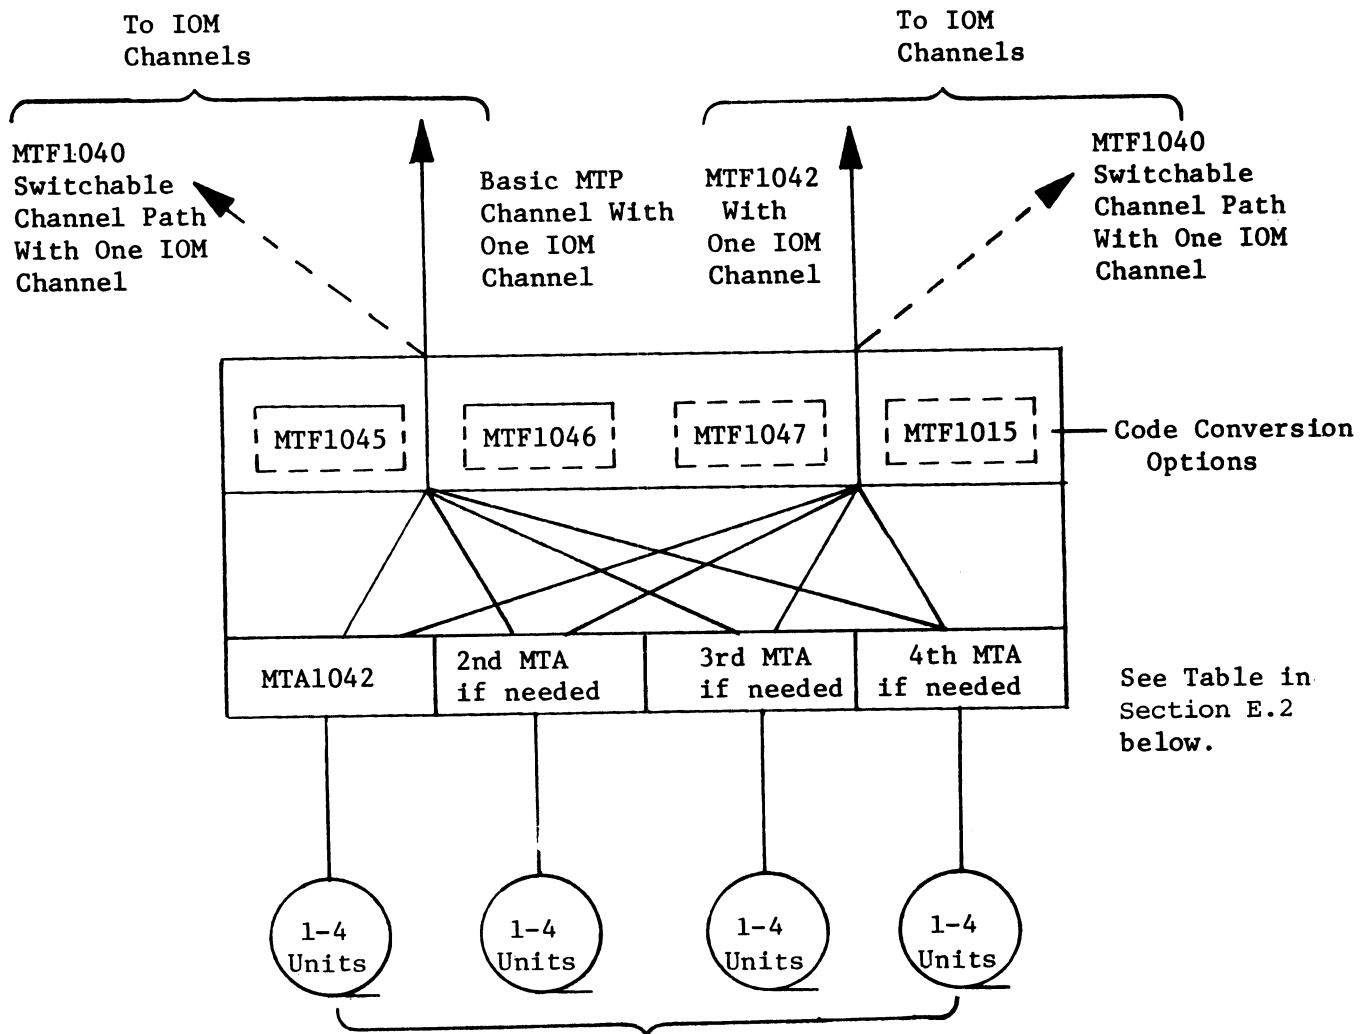 To IOM
Channels
To IOM
Channels
MTF1040
Switchable
Channel Path
With One IOM
Channel
Basic MTP
Channel With
One IOM
Channel
MTF1042
With
One IOM
Channel
MTF1040
Switchable
Channel Path
With One IOM
Channel
MTF1045
MTF1046
MTF1047
MTF1015
Code Conversion
Options
MTA1042
2nd MTA
if needed
3rd MTA
if needed
4th MTA
if needed
See Table in
Section E.2
below.
1-4
Units
1-4
Units
1-4
Units
1-4
Units